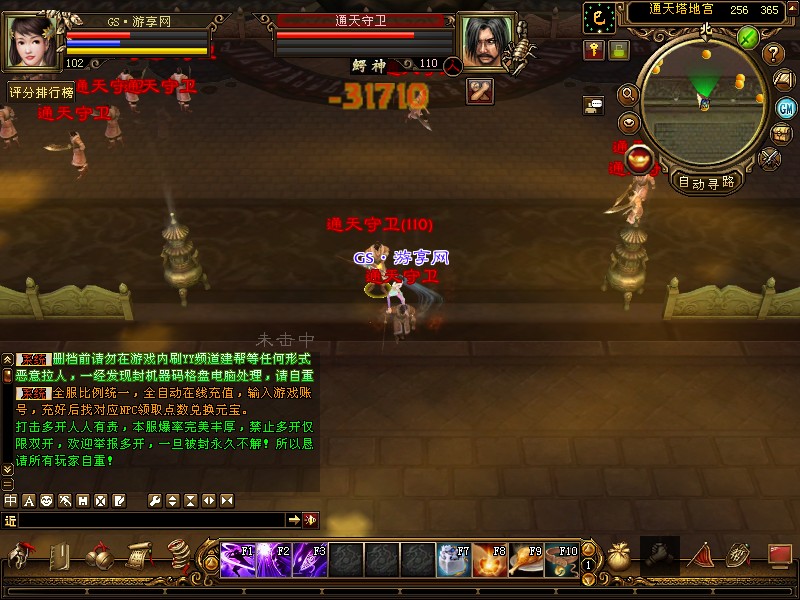 GS·游享网
102
通天守卫
110
鳄神
通天塔地宫 256 365
北
GM
自动寻路
评分排行榜
通天守卫
通天守卫
通天守卫
-31710
通天守卫(110)
GS·游享网
通天守卫
未击中
系统 删档前请勿在游戏内刷YY频道建帮等任何形式
恶意拉人，一经发现封机器码格盘电脑处理，请自重
系统 全服比例统一，全自动在线充值，输入游戏账
号，充好后找对应NPC领取点数兑换元宝。
打击多开人人有责，本服爆率完美丰厚，禁止多开仅
限双开，欢迎举报多开，一旦被封永久不解！所以恳
请所有玩家自重！
中 A
近
F1 F2 F3 F7 F8 F9 F10 1